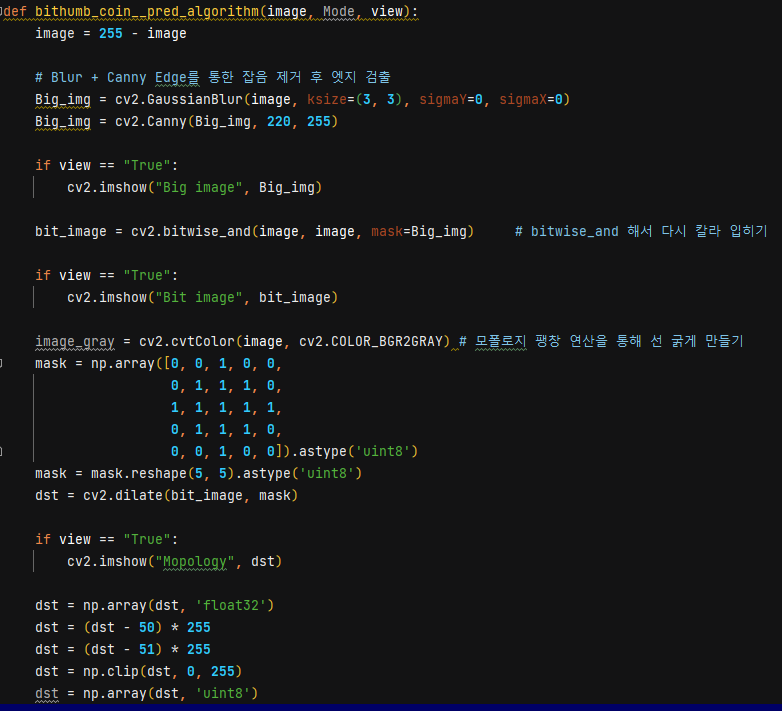 def bithumb_coin__pred_algorithm(image, Mode, view):
image = 255 - image
# Blur + Canny Edge를 통한 잡음 제거 후 엣지 검출
Big_img = cv2.GaussianBlur(image, ksize=(3, 3), sigmaY=0, sigmaX=0)
Big_img = cv2.Canny(Big_img, 220, 255)
if view == "True":
cv2.imshow("Big image", Big_img)
bit_image = cv2.bitwise_and(image, image, mask=Big_img)     # bitwise_and 해서 다시 칼라 입히기
if view == "True":
cv2.imshow("Bit image", bit_image)
image_gray = cv2.cvtColor(image, cv2.COLOR_BGR2GRAY) # 모폴로지 팽창 연산을 통해 선 굵게 만들기
mask = np.array([0, 0, 1, 0, 0,
0, 1, 1, 1, 0,
1, 1, 1, 1, 1,
0, 1, 1, 1, 0,
0, 0, 1, 0, 0]).astype('uint8')
mask = mask.reshape(5, 5).astype('uint8')
dst = cv2.dilate(bit_image, mask)
if view == "True":
cv2.imshow("Mopology", dst)
dst = np.array(dst, 'float32')
dst = (dst - 50) * 255
dst = (dst - 51) * 255
dst = np.clip(dst, 0, 255)
dst = np.array(dst, 'uint8')